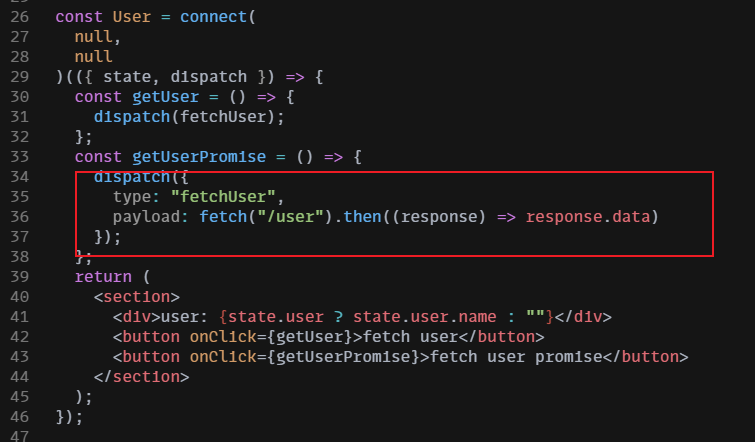 26 const User = connect(
27   null,
28   null
29 )(({ state, dispatch }) => {
30   const getUser = () => {
31     dispatch(fetchUser);
32   };
33   const getUserPromise = () => {
34     dispatch({
35       type: "fetchUser",
36       payload: fetch("/user").then((response) => response.data)
37     });
38   };
39   return (
40     <section>
41       <div>user: {state.user ? state.user.name : ""}</div>
42       <button onClick={getUser}>fetch user</button>
43       <button onClick={getUserPromise}>fetch user promise</button>
44     </section>
45   );
46 });
47